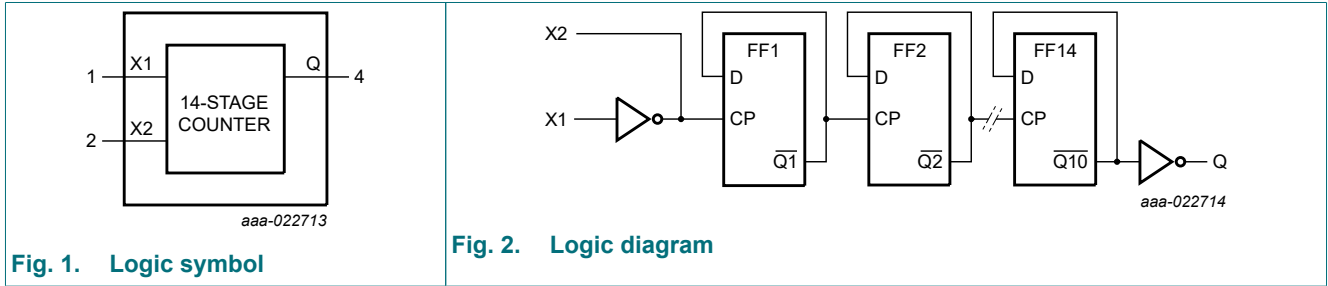 X1
Q
1
4
14-STAGE
COUNTER
X2
2
aaa-022713
Fig. 1. Logic symbol
X2
X1
FF1
D
CP
Q1
FF2
D
CP
Q2
FF14
D
CP
Q10
Q
aaa-022714
Fig. 2. Logic diagram